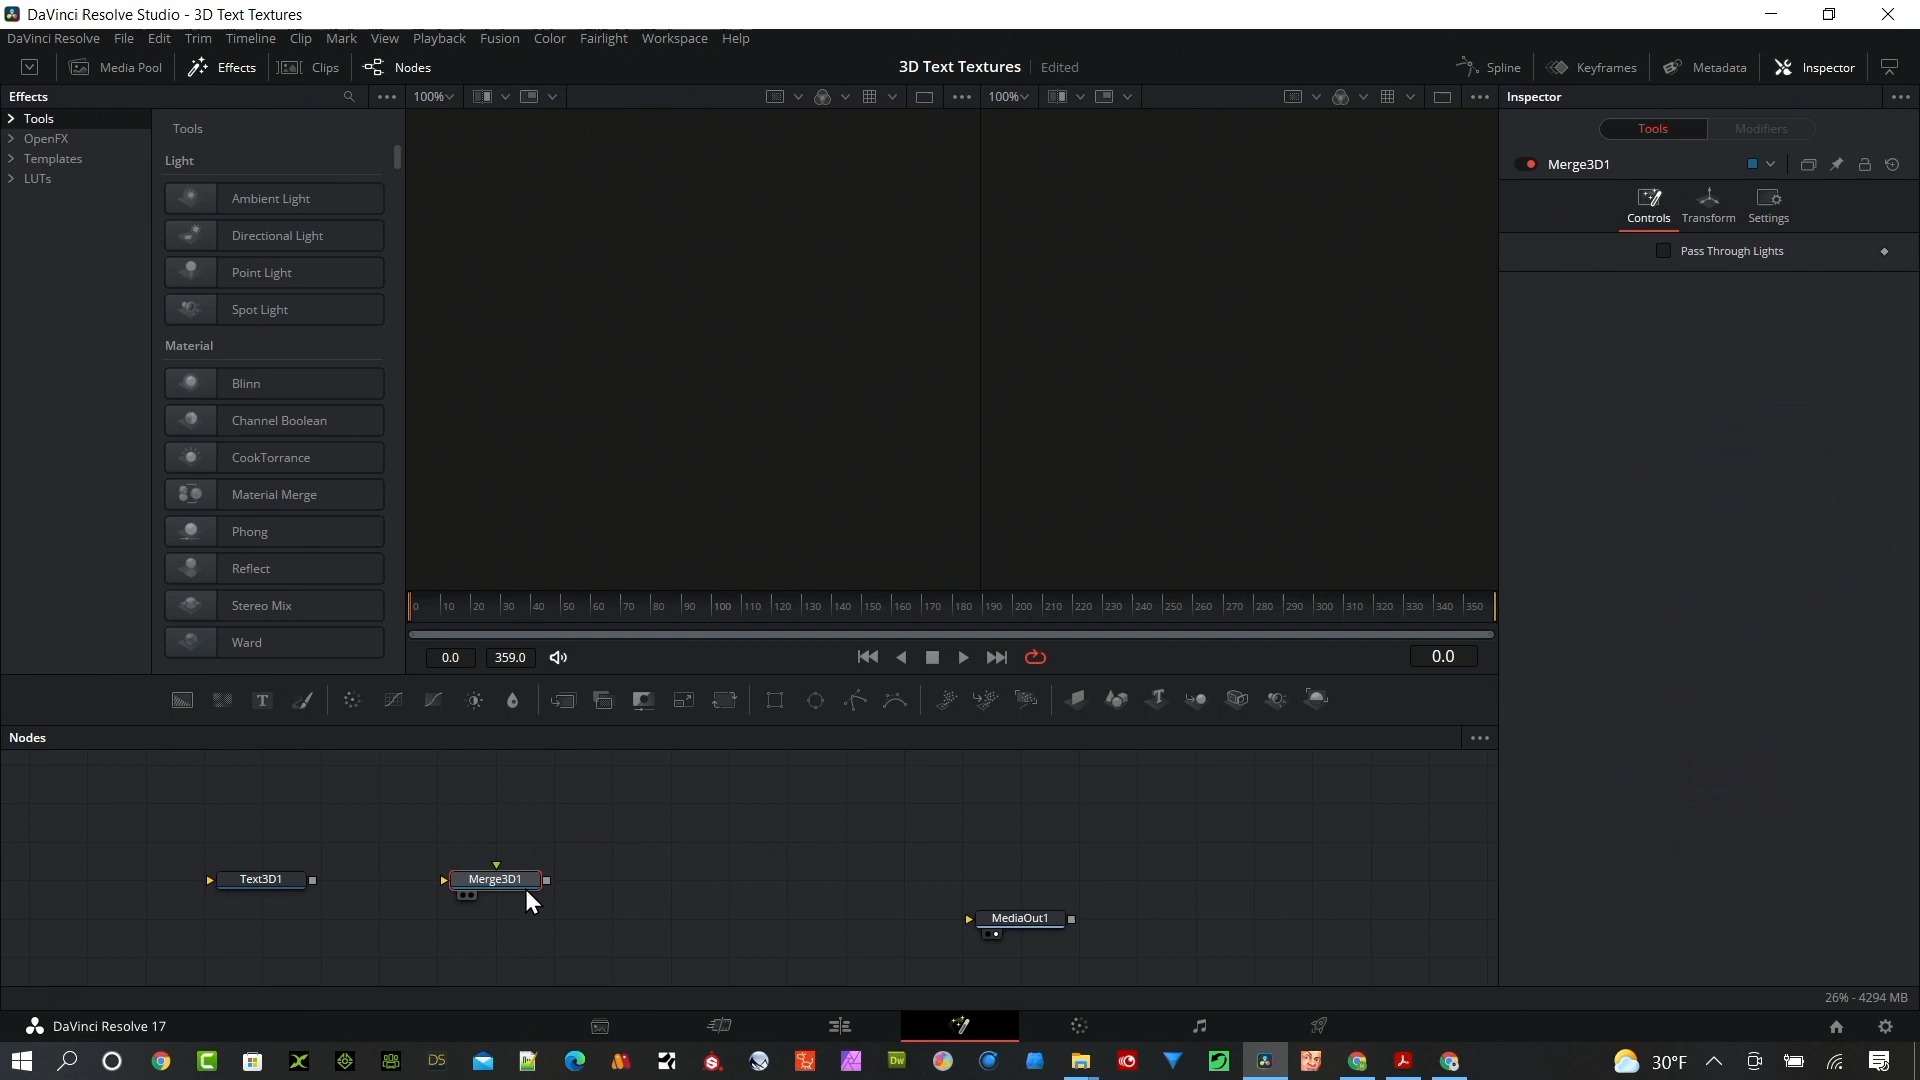 DaVinci Resolve Studio - 3D Text Textures
DaVinci Resolve File Edit Trim Timeline Clip Mark View Playback Fusion Color Fairlight Workspace Help
Media Pool Effects Clips Nodes 3D Text Textures Edited Spline Keyframes Metadata Inspector
Effects 100% 100% Inspector
Tools
OpenFX
Templates
LUTs
Tools
Light
Ambient Light
Directional Light
Point Light
Spot Light
Material
Blinn
Channel Boolean
CookTorrance
Material Merge
Phong
Reflect
Stereo Mix
Ward
Tools Modifiers
Merge3D1
Controls Transform Settings
Pass Through Lights
0 10 20 30 40 50 60 70 80 90 100 110 120 130 140 150 160 170 180 190 200 210 220 230 240 250 260 270 280 290 300 310 320 330 340 350
0.0 359.0 0.0
Nodes
Text3D1 Merge3D1
MediaOut1
26% - 4294 MB
DaVinci Resolve 17
DS Dw 30°F